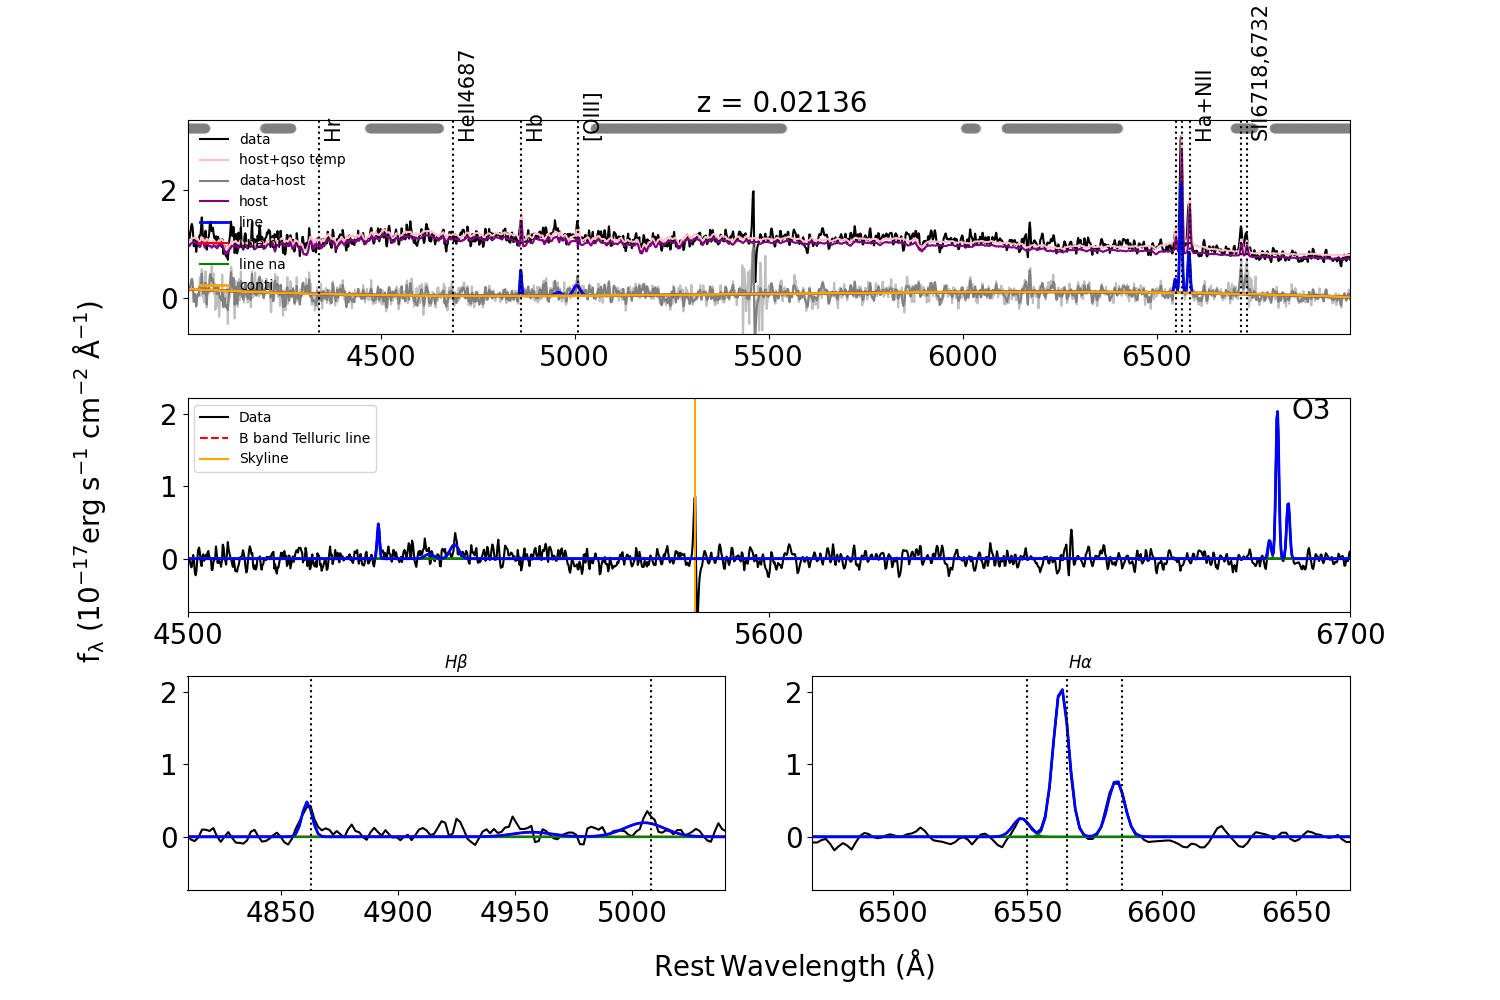 z = 0.02136
Hr
HeII4687
Hb
[OIII]
Ha+NII
SII6718,6732
data
host+qso temp
data-host
host
line
line na
conti
2
0
4500
5000
5500
6000
6500
Data
B band Telluric line
Skyline
O3
2
1
0
4500
5600
6700
fλ (10−17erg s−1 cm−2 Å−1)
Hβ
2
1
0
4850
4900
4950
5000
Hα
2
1
0
6500
6550
6600
6650
Rest Wavelength (Å)